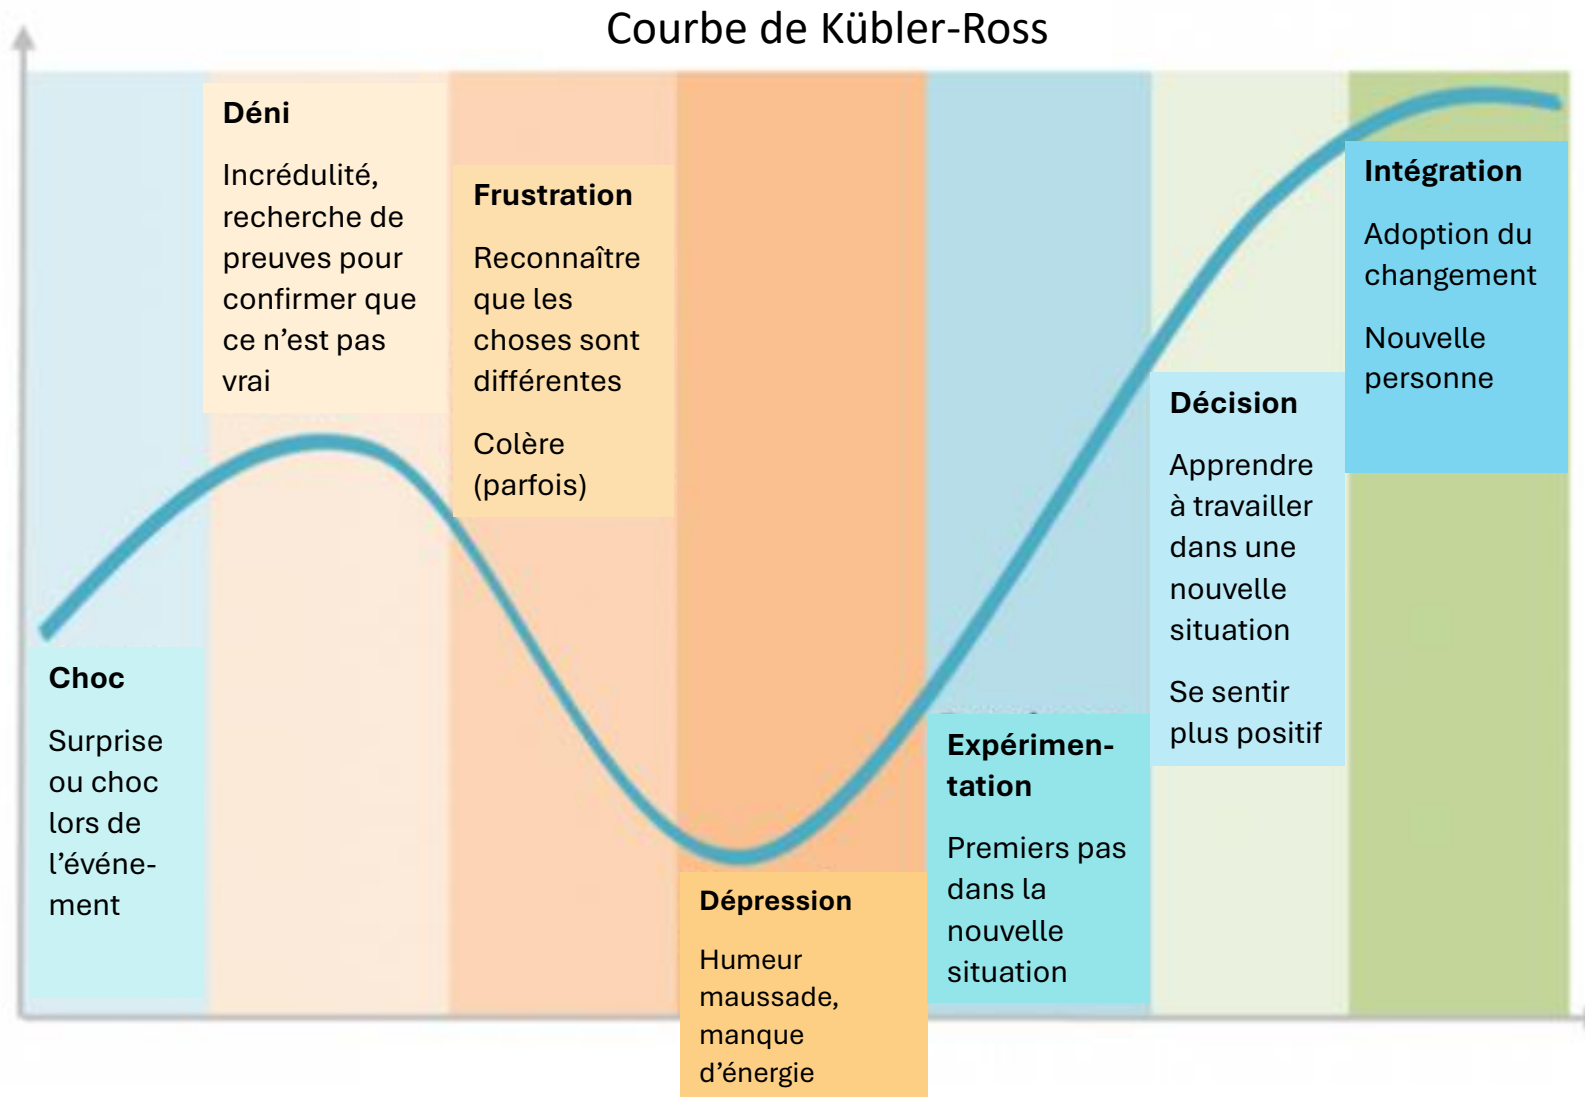 Courbe de Kübler-Ross
Déni
Incrédulité,
recherche de
preuves pour
confirmer que
ce n'est pas
vrai
Frustration
Reconnaître
que les
choses sont
différentes
Colère
(parfois)
Intégration
Adoption du
changement
Nouvelle
personne
Décision
Apprendre
à travailler
dans une
nouvelle
situation
Se sentir
plus positif
Choc
Surprise
ou choc
lors de
l'événe-
ment
Expérimen-
tation
Premiers pas
dans la
nouvelle
situation
Dépression
Humeur
maussade,
manque
d'énergie